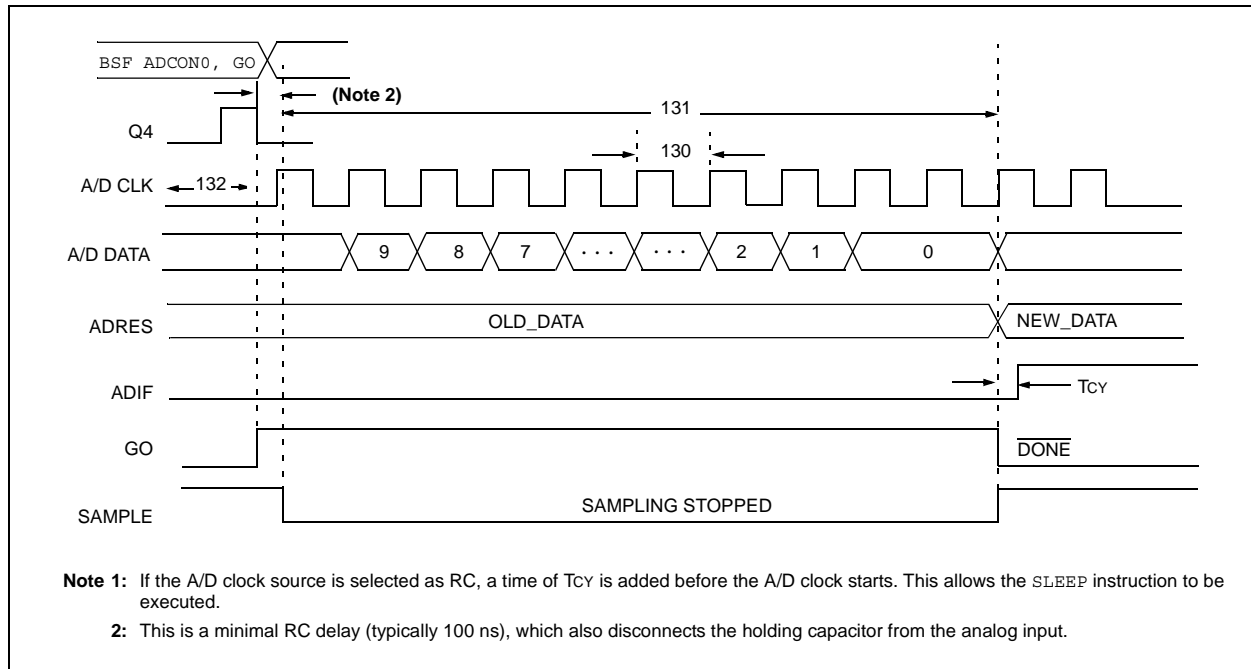 BSF ADCON0, GO
(Note 2)
131
Q4
130
A/D CLK
132
A/D DATA
9 8 7 · · · · · · 2 1 0
ADRES
OLD_DATA
NEW_DATA
ADIF
TCY
GO
DONE
SAMPLE
SAMPLING STOPPED
Note 1: If the A/D clock source is selected as RC, a time of TCY is added before the A/D clock starts. This allows the SLEEP instruction to be
executed.
2: This is a minimal RC delay (typically 100 ns), which also disconnects the holding capacitor from the analog input.